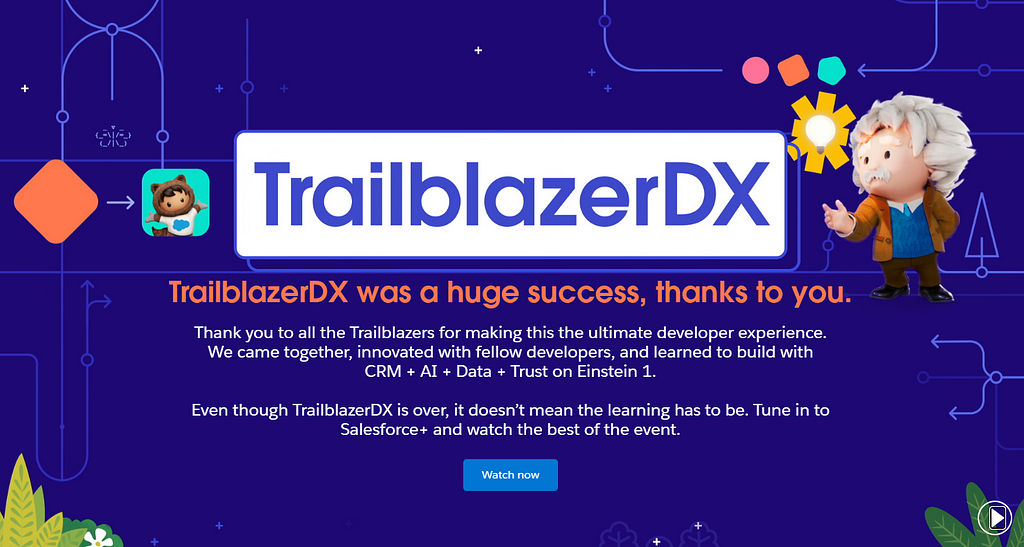 TrailblazerDX
TrailblazerDX was a huge success, thanks to you.
Thank you to all the Trailblazers for making this the ultimate developer experience.
We came together, innovated with fellow developers, and learned to build with
CRM + AI + Data + Trust on Einstein 1.
Even though TrailblazerDX is over, it doesn’t mean the learning has to be. Tune in to
Salesforce+ and watch the best of the event.
Watch now